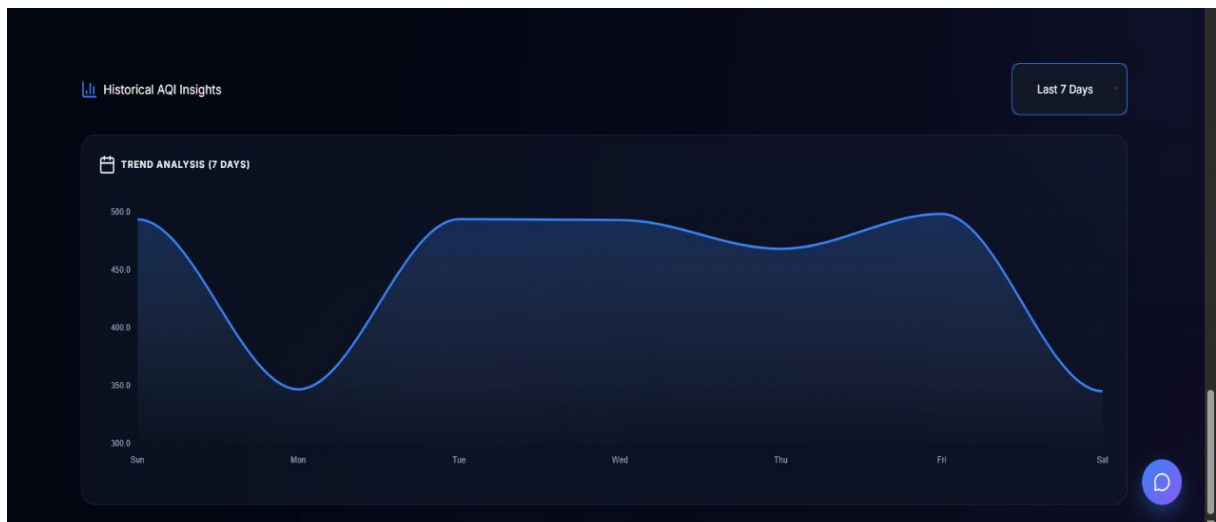 Historical AQI Insights
Last 7 Days
TREND ANALYSIS (7 DAYS)
500.0
450.0
400.0
350.0
300.0
Sun Mon Tue Wed Thu Fri Sat